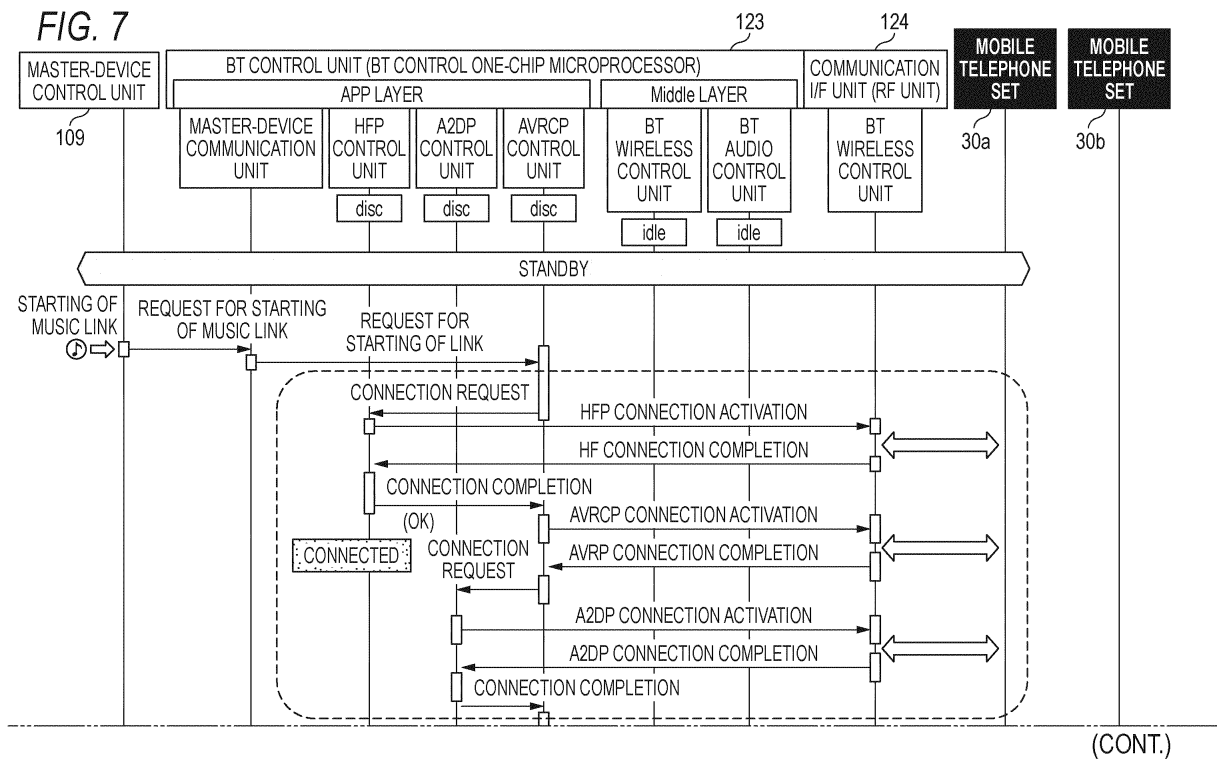 FIG. 7
123
124
MASTER-DEVICE
CONTROL UNIT
109
BT CONTROL UNIT (BT CONTROL ONE-CHIP MICROPROCESSOR)
APP LAYER
Middle LAYER
COMMUNICATION
I/F UNIT (RF UNIT)
MOBILE
TELEPHONE
SET
30a
MOBILE
TELEPHONE
SET
30b
MASTER-DEVICE
COMMUNICATION
UNIT
HFP
CONTROL
UNIT
A2DP
CONTROL
UNIT
AVRCP
CONTROL
UNIT
BT
WIRELESS
CONTROL
UNIT
BT
AUDIO
CONTROL
UNIT
BT
WIRELESS
CONTROL
UNIT
disc
disc
disc
idle
idle
STANDBY
STARTING OF
MUSIC LINK
REQUEST FOR STARTING
OF MUSIC LINK
REQUEST FOR
STARTING OF LINK
CONNECTION REQUEST
HFP CONNECTION ACTIVATION
HF CONNECTION COMPLETION
CONNECTION COMPLETION
(OK)
AVRCP CONNECTION ACTIVATION
CONNECTED
CONNECTION
REQUEST
AVRP CONNECTION COMPLETION
A2DP CONNECTION ACTIVATION
A2DP CONNECTION COMPLETION
CONNECTION COMPLETION
(CONT.)